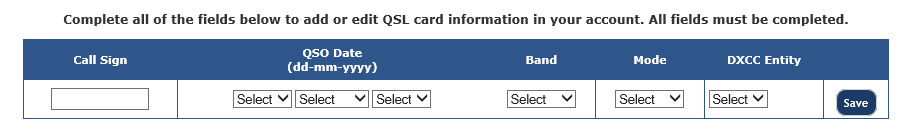 Complete all of the fields below to add or edit QSL card information in your account. All fields must be completed.
Call Sign QSO Date Band Mode DXCC Entity
(dd-mm-yyyy)
Select Select Select Select Select Select Save